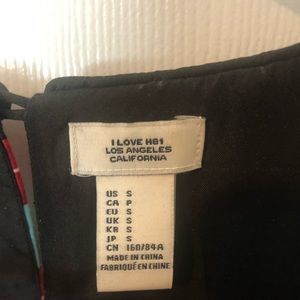 I LOVE H81
LOS ANGELES
CALIFORNIA
US S
CA P
EU S
UK S
KR S
JP S
CN 160/84A
MADE IN CHINA
FABRIQUÉ EN CHINE